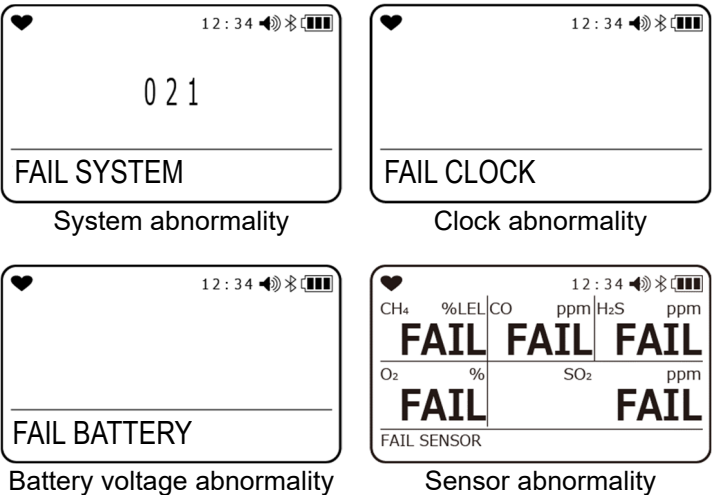 12:34
021
FAIL SYSTEM
System abnormality
12:34
FAIL CLOCK
Clock abnormality
12:34
FAIL BATTERY
Battery voltage abnormality
12:34
CH₄ %LEL CO ppm H₂S ppm
FAIL FAIL FAIL
O₂ % SO₂ ppm
FAIL FAIL
FAIL SENSOR
Sensor abnormality